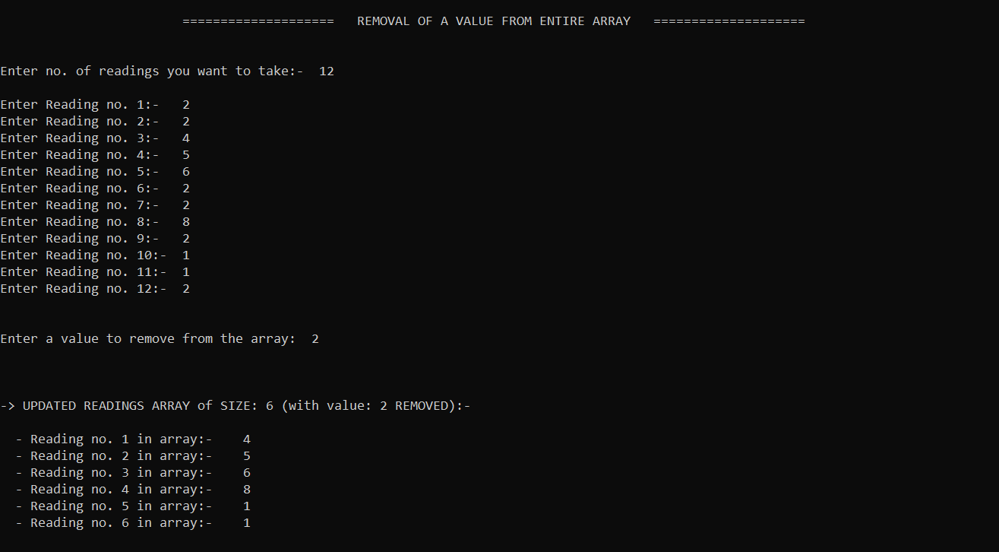 ====================   REMOVAL OF A VALUE FROM ENTIRE ARRAY   ====================
Enter no. of readings you want to take:-  12
Enter Reading no. 1:-   2
Enter Reading no. 2:-   2
Enter Reading no. 3:-   4
Enter Reading no. 4:-   5
Enter Reading no. 5:-   6
Enter Reading no. 6:-   2
Enter Reading no. 7:-   2
Enter Reading no. 8:-   8
Enter Reading no. 9:-   2
Enter Reading no. 10:-  1
Enter Reading no. 11:-  1
Enter Reading no. 12:-  2
Enter a value to remove from the array:  2
-> UPDATED READINGS ARRAY of SIZE: 6 (with value: 2 REMOVED):-
  - Reading no. 1 in array:-    4
  - Reading no. 2 in array:-    5
  - Reading no. 3 in array:-    6
  - Reading no. 4 in array:-    8
  - Reading no. 5 in array:-    1
  - Reading no. 6 in array:-    1